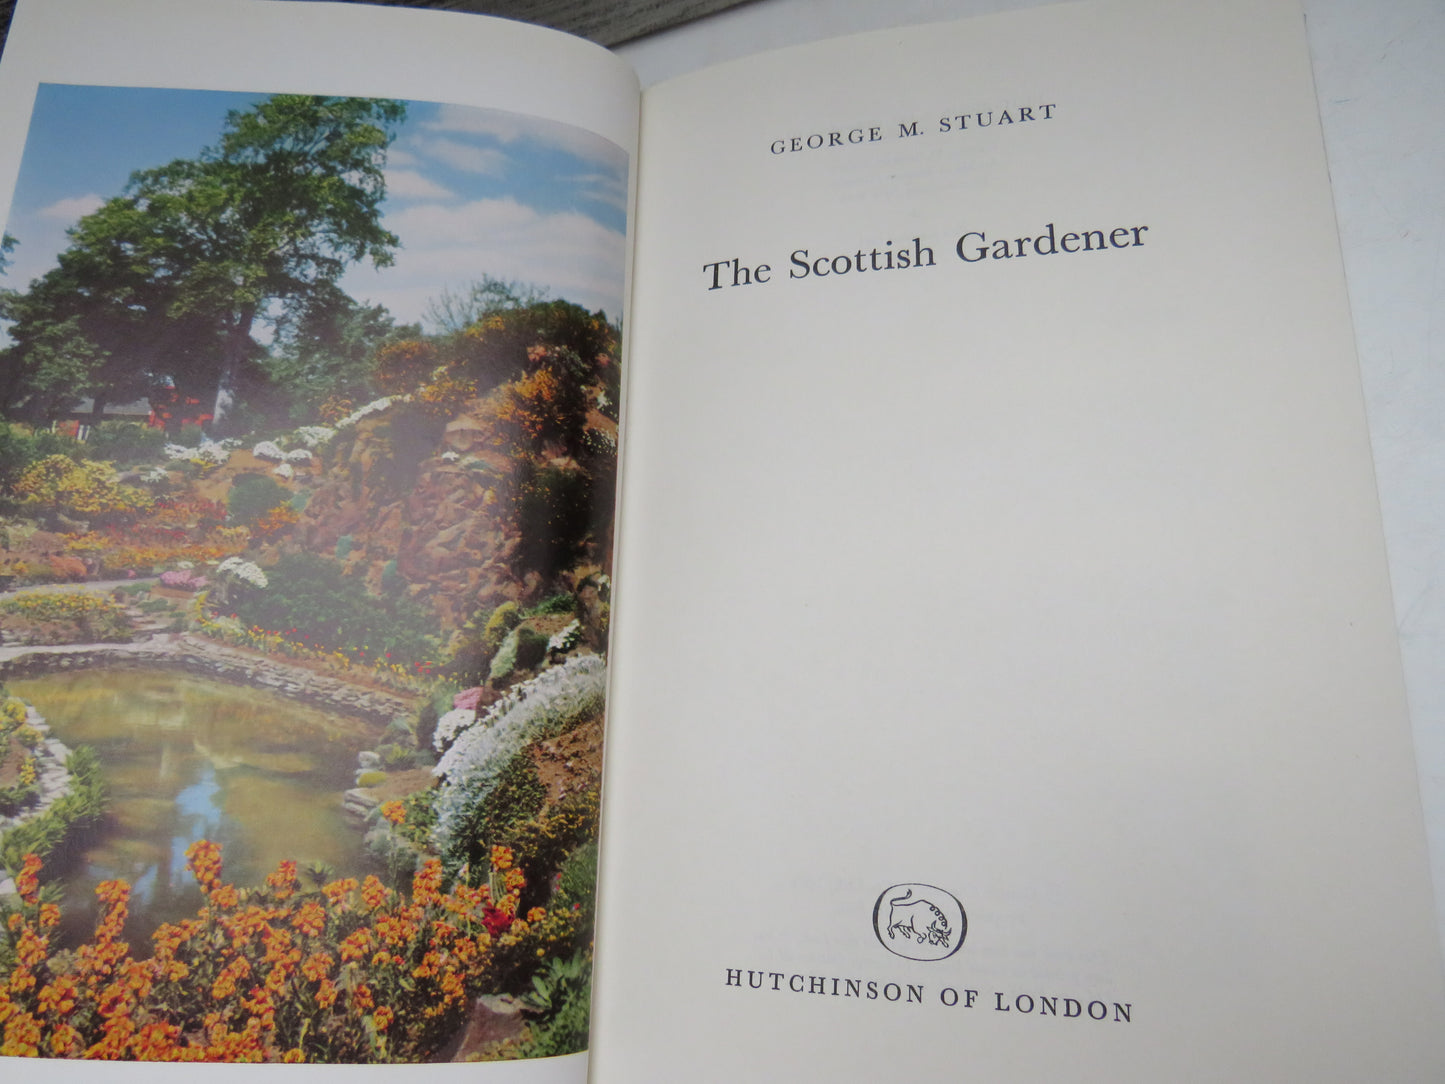 GEORGE M. STUART
The Scottish Gardener
HUTCHINSON OF LONDON